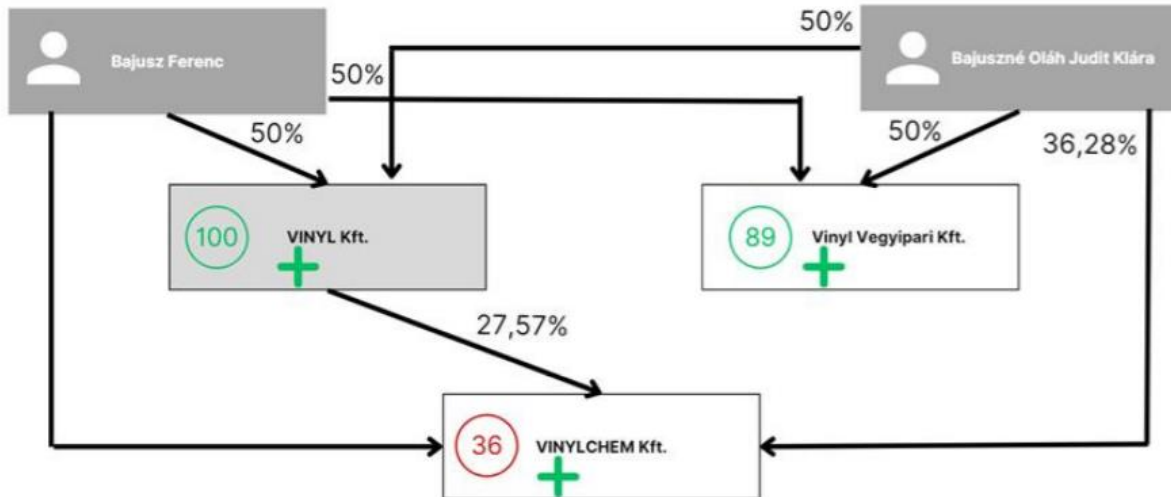 50%
Bajusz Ferenc
Bajuszné Oláh Judit Klára
50%
50%
50%
36,28%
100
VINYL Kft.
89
Vinyl Vegyipari Kft.
27,57%
36
VINYLCHEM Kft.